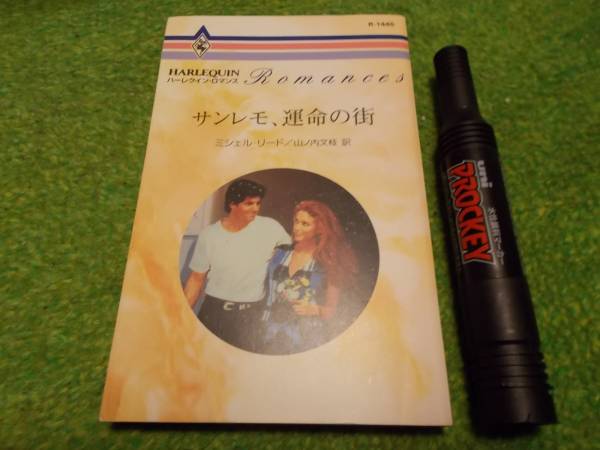 R-1446
HARLEQUIN
ハーレクイン・ロマンス
Romances
サンレモ、運命の街
ミシェル・リード/山ノ内文枝 訳
uni
PROCKEY